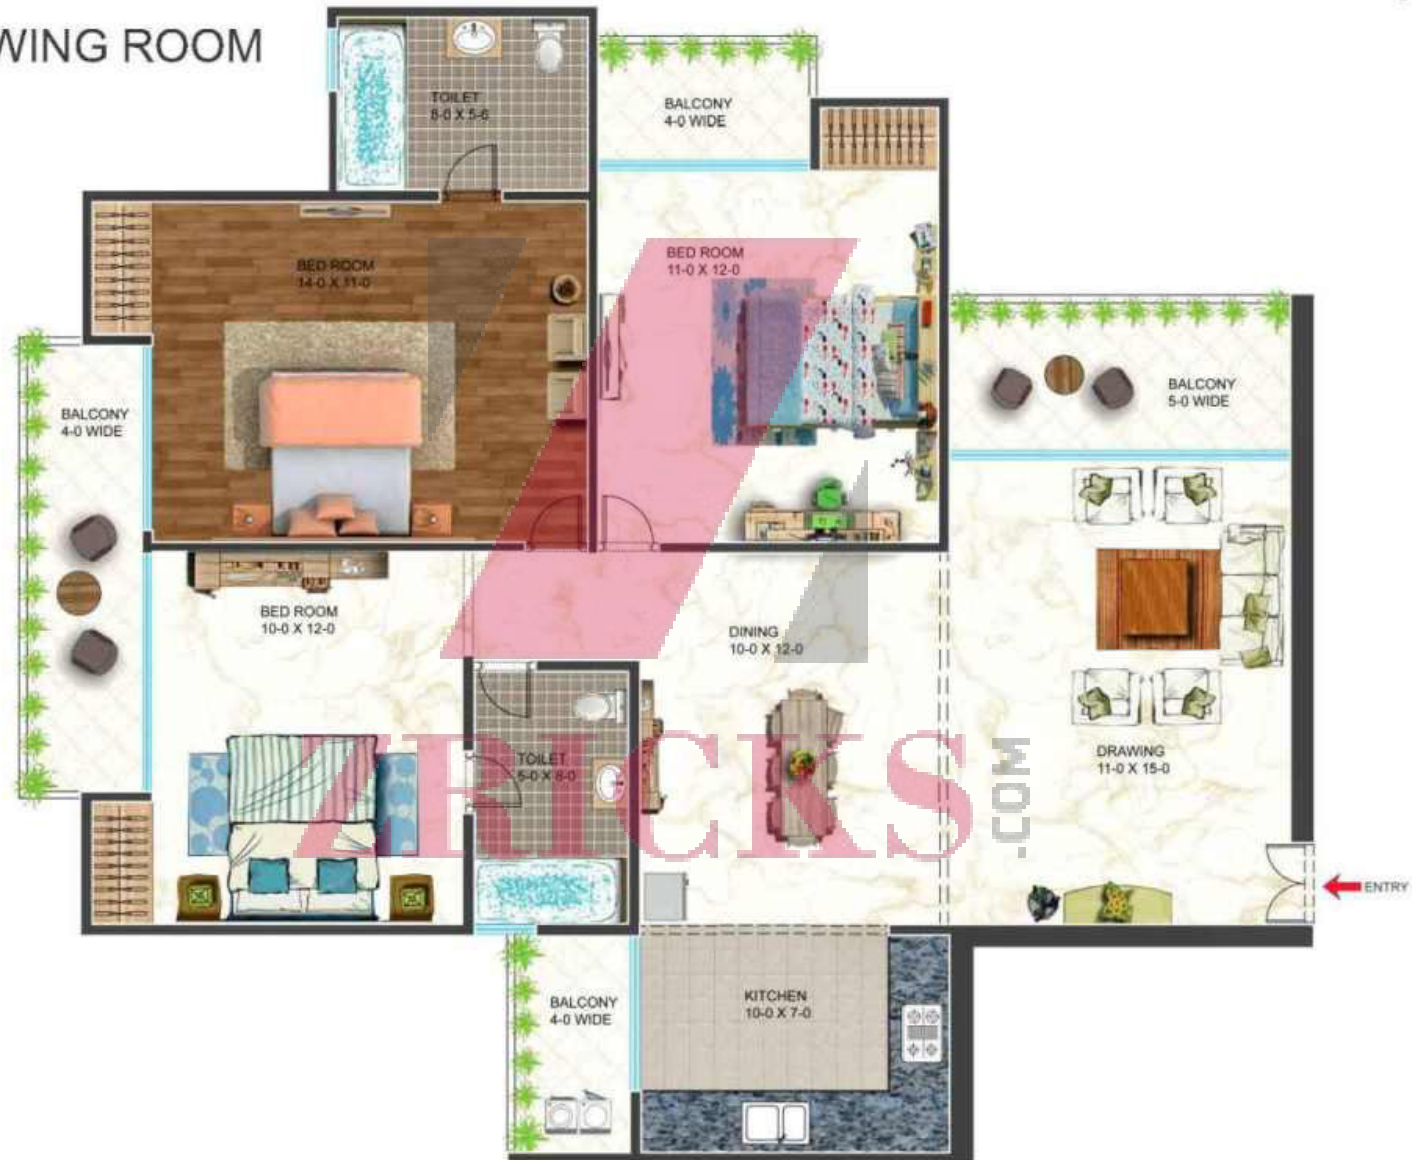 WING ROOM
TOILET
8-0 X 5-6
BALCONY
4-0 WIDE
BED ROOM
14-0 X 11-0
BED ROOM
11-0 X 12-0
BALCONY
4-0 WIDE
BALCONY
5-0 WIDE
BED ROOM
10-0 X 12-0
DINING
10-0 X 12-0
TOILET
5-0 X 8-0
DRAWING
11-0 X 15-0
ZRICKS
.COM
ENTRY
BALCONY
4-0 WIDE
KITCHEN
10-0 X 7-0